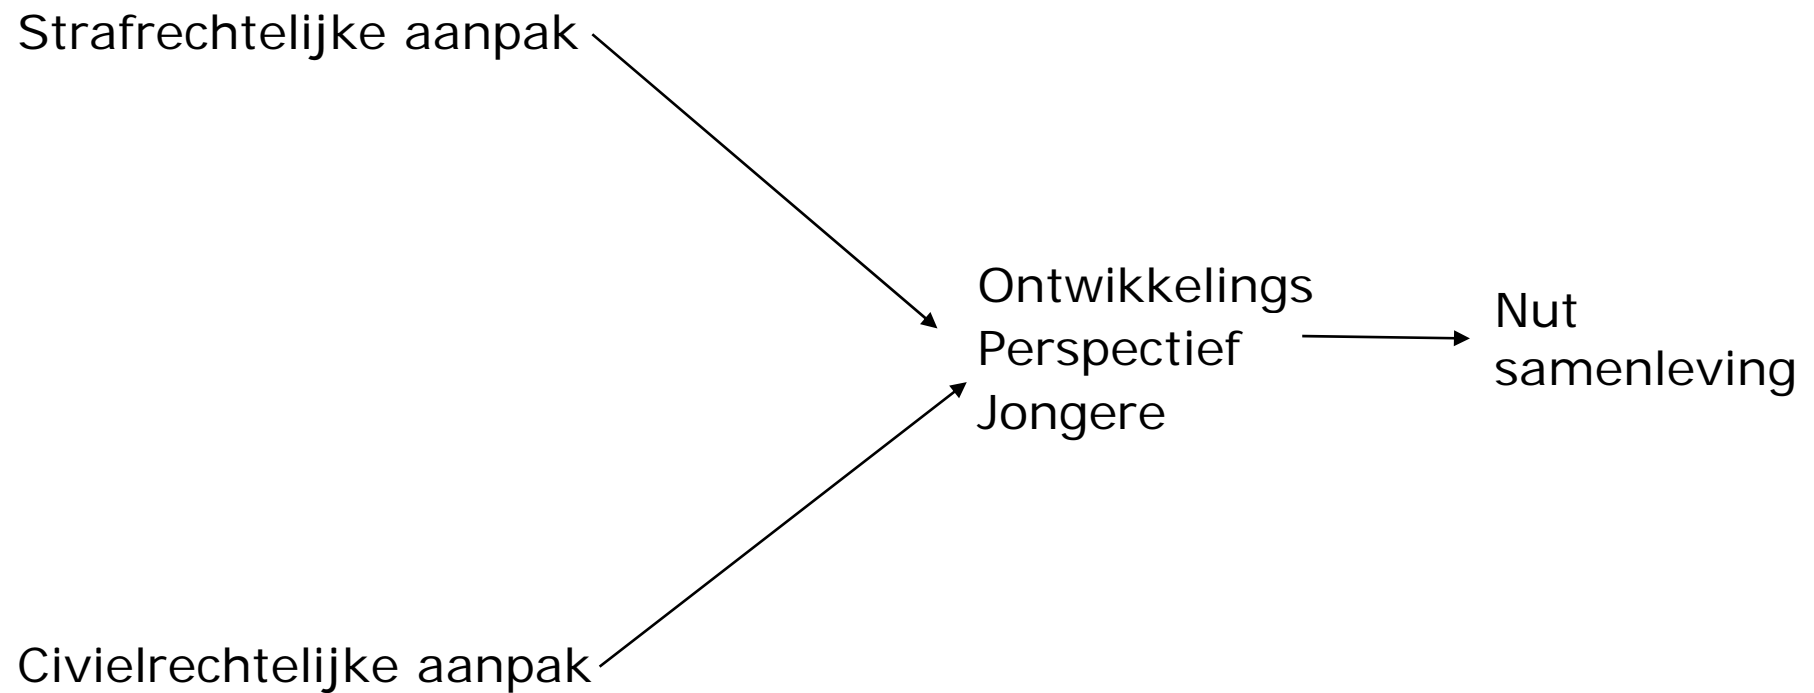 Strafrechtelijke aanpak
Ontwikkelings
Perspectief
Jongere
Nut
samenleving
Civielrechtelijke aanpak